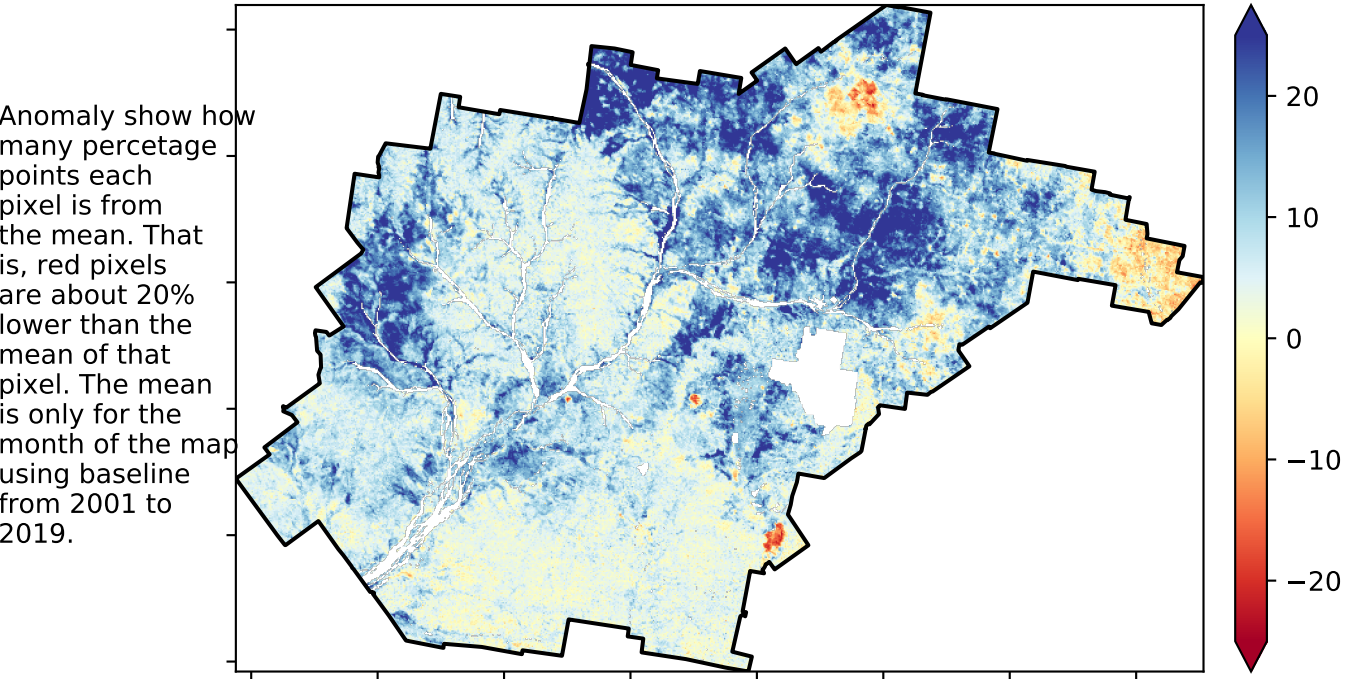 Anomaly show how
many percetage
points each
pixel is from
the mean. That
is, red pixels
are about 20%
lower than the
mean of that
pixel. The mean
is only for the
month of the map
using baseline
from 2001 to
2019.
20
10
0
−10
−20